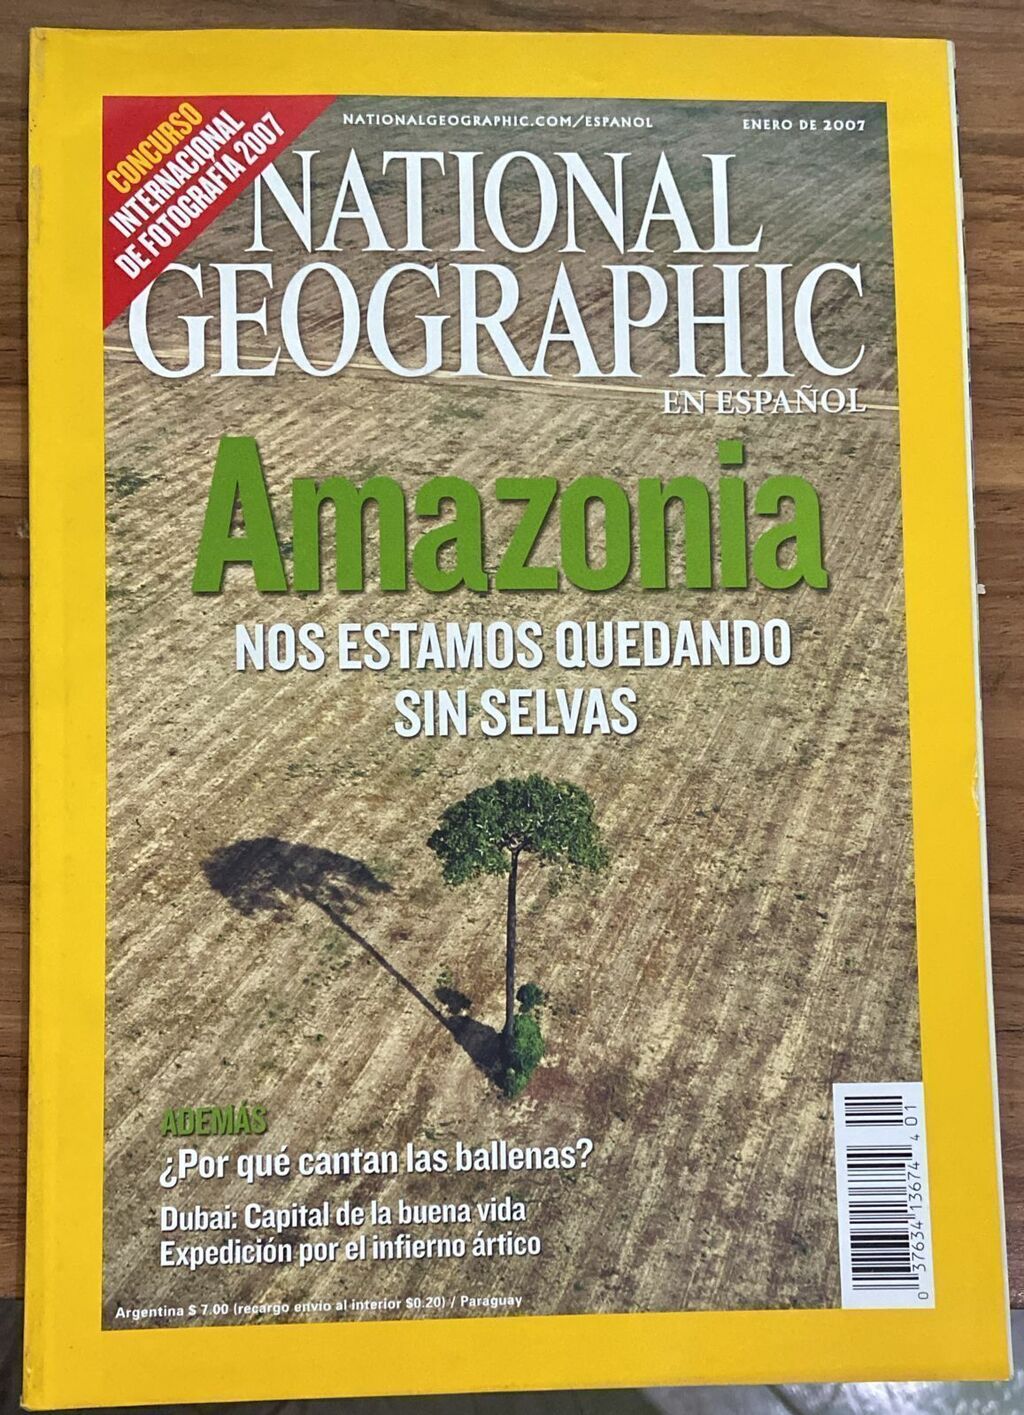 CONCURSO
INTERNACIONAL
DE FOTOGRAFÍA 2007
NATIONALGEOGRAPHIC.COM/ESPANOL
ENERO DE 2007
NATIONAL
GEOGRAPHIC
EN ESPAÑOL
Amazonia
NOS ESTAMOS QUEDANDO
SIN SELVAS
ADEMÁS
¿Por qué cantan las ballenas?
Dubai: Capital de la buena vida
Expedición por el infierno ártico
Argentina $ 7.00 (recargo envio al interior $0.20) / Paraguay
0 37634 13674 4 01